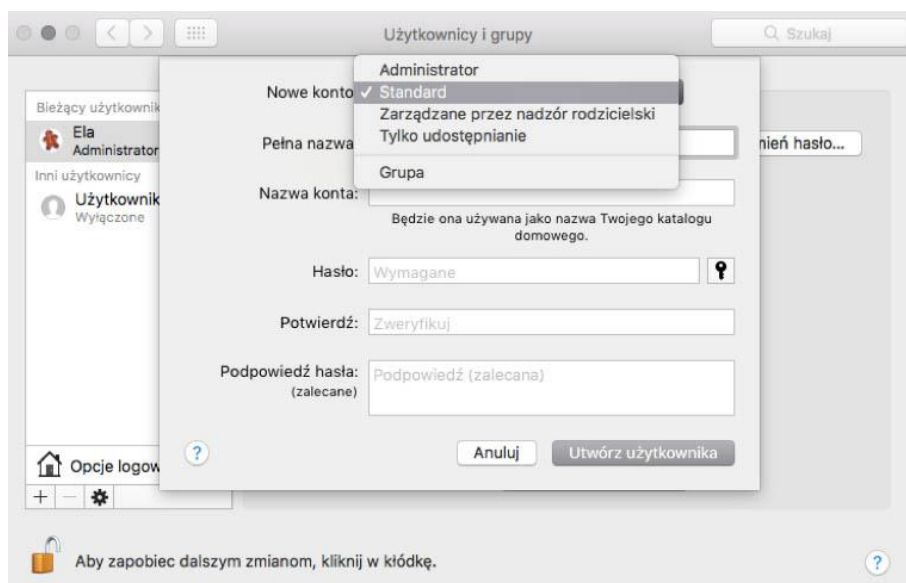 Użytkownicy i grupy
Szukaj
Bieżący użytkownik
Ela
Administrator
Inni użytkownicy
Użytkownik
Wyłączone
Opcje logow
+ −
Nowe konto
Administrator
✓ Standard
Zarządzane przez nadzór rodzicielski
Tylko udostępnianie
Grupa
Pełna nazwa
Nazwa konta:
Będzie ona używana jako nazwa Twojego katalogu
domowego.
Hasło: Wymagane
Potwierdź: Zweryfikuj
Podpowiedź hasła: Podpowiedź (zalecana)
(zalecane)
? Anuluj Utwórz użytkownika
nień hasło...
Aby zapobiec dalszym zmianom, kliknij w kłódkę. ?